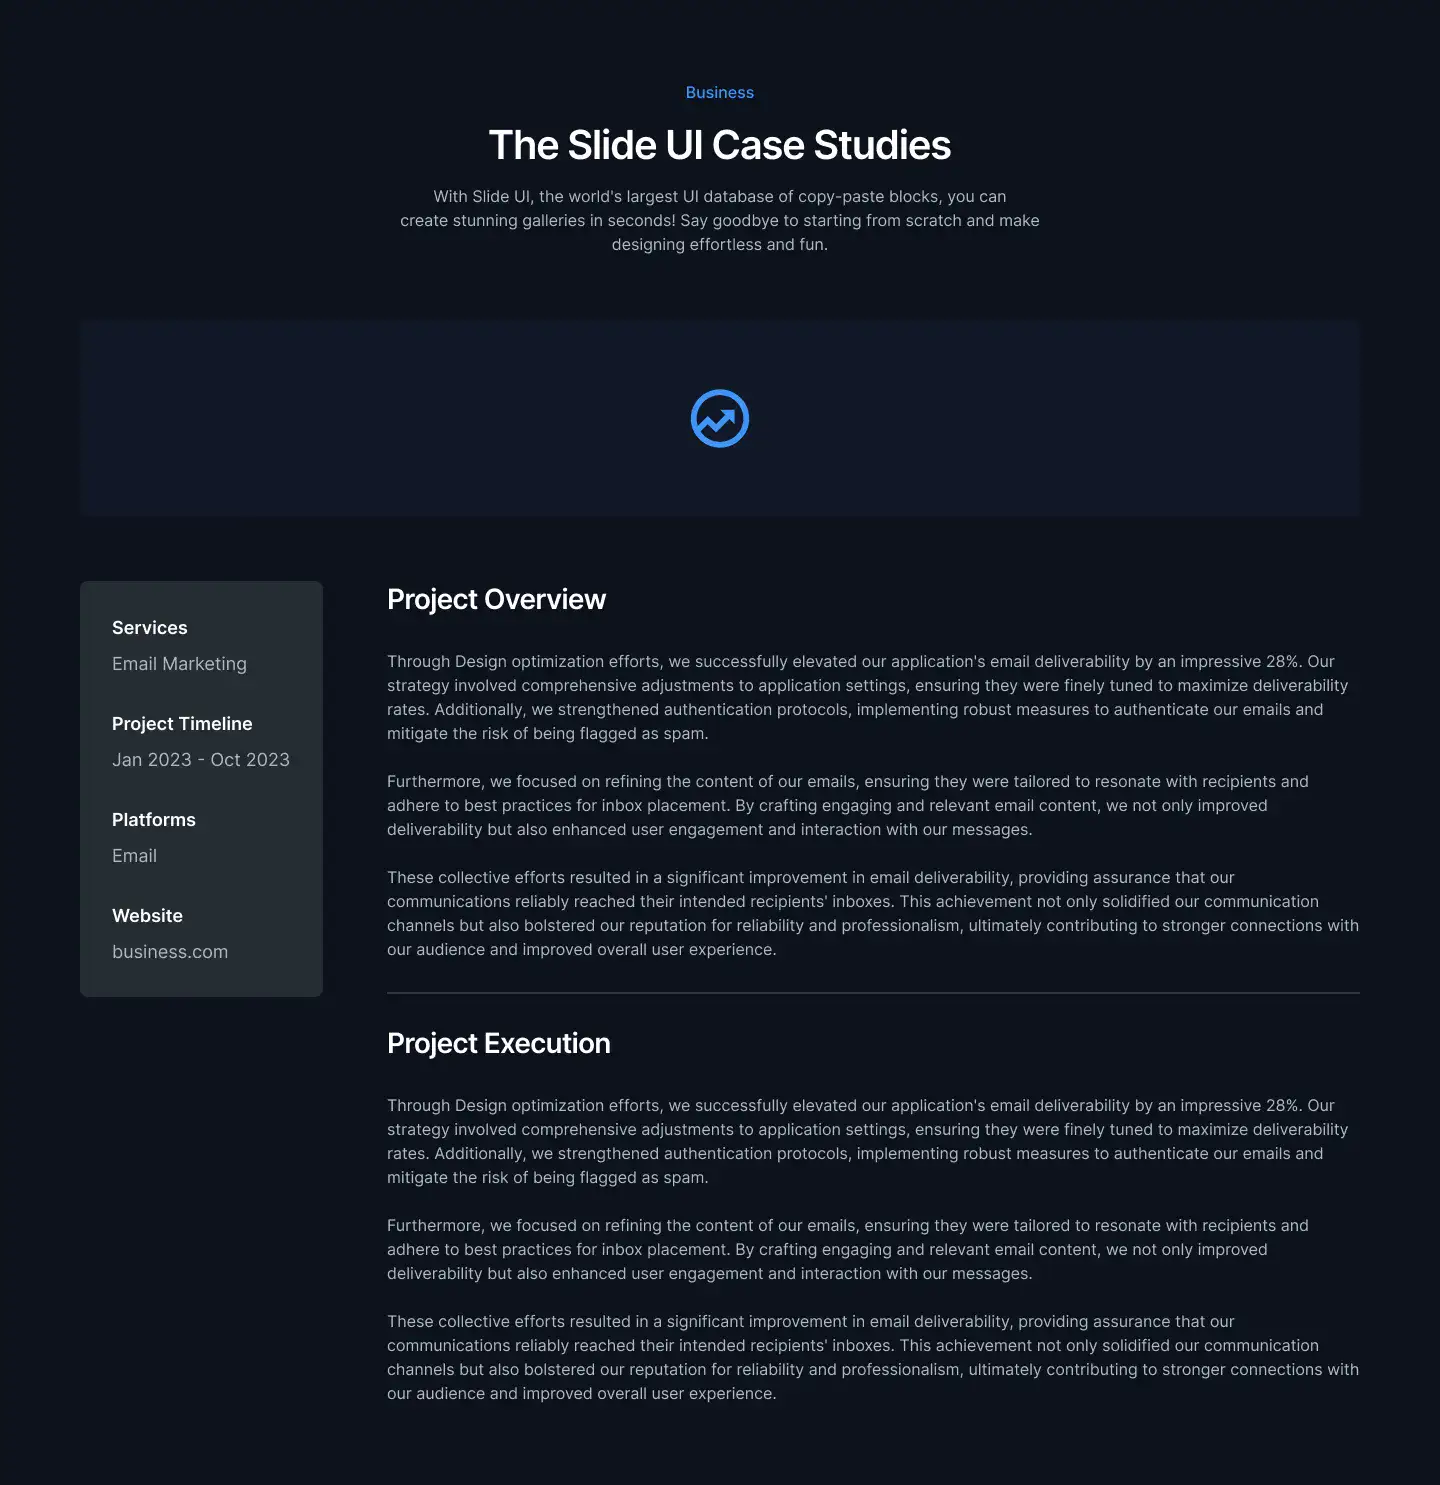 Business
The Slide UI Case Studies
With Slide UI, the world's largest UI database of copy-paste blocks, you can
create stunning galleries in seconds! Say goodbye to starting from scratch and make
designing effortless and fun.
Services
Email Marketing
Project Timeline
Jan 2023 - Oct 2023
Platforms
Email
Website
business.com
Project Overview
Through Design optimization efforts, we successfully elevated our application's email deliverability by an impressive 28%. Our
strategy involved comprehensive adjustments to application settings, ensuring they were finely tuned to maximize deliverability
rates. Additionally, we strengthened authentication protocols, implementing robust measures to authenticate our emails and
mitigate the risk of being flagged as spam.
Furthermore, we focused on refining the content of our emails, ensuring they were tailored to resonate with recipients and
adhere to best practices for inbox placement. By crafting engaging and relevant email content, we not only improved
deliverability but also enhanced user engagement and interaction with our messages.
These collective efforts resulted in a significant improvement in email deliverability, providing assurance that our
communications reliably reached their intended recipients' inboxes. This achievement not only solidified our communication
channels but also bolstered our reputation for reliability and professionalism, ultimately contributing to stronger connections with
our audience and improved overall user experience.
Project Execution
Through Design optimization efforts, we successfully elevated our application's email deliverability by an impressive 28%. Our
strategy involved comprehensive adjustments to application settings, ensuring they were finely tuned to maximize deliverability
rates. Additionally, we strengthened authentication protocols, implementing robust measures to authenticate our emails and
mitigate the risk of being flagged as spam.
Furthermore, we focused on refining the content of our emails, ensuring they were tailored to resonate with recipients and
adhere to best practices for inbox placement. By crafting engaging and relevant email content, we not only improved
deliverability but also enhanced user engagement and interaction with our messages.
These collective efforts resulted in a significant improvement in email deliverability, providing assurance that our
communications reliably reached their intended recipients' inboxes. This achievement not only solidified our communication
channels but also bolstered our reputation for reliability and professionalism, ultimately contributing to stronger connections with
our audience and improved overall user experience.